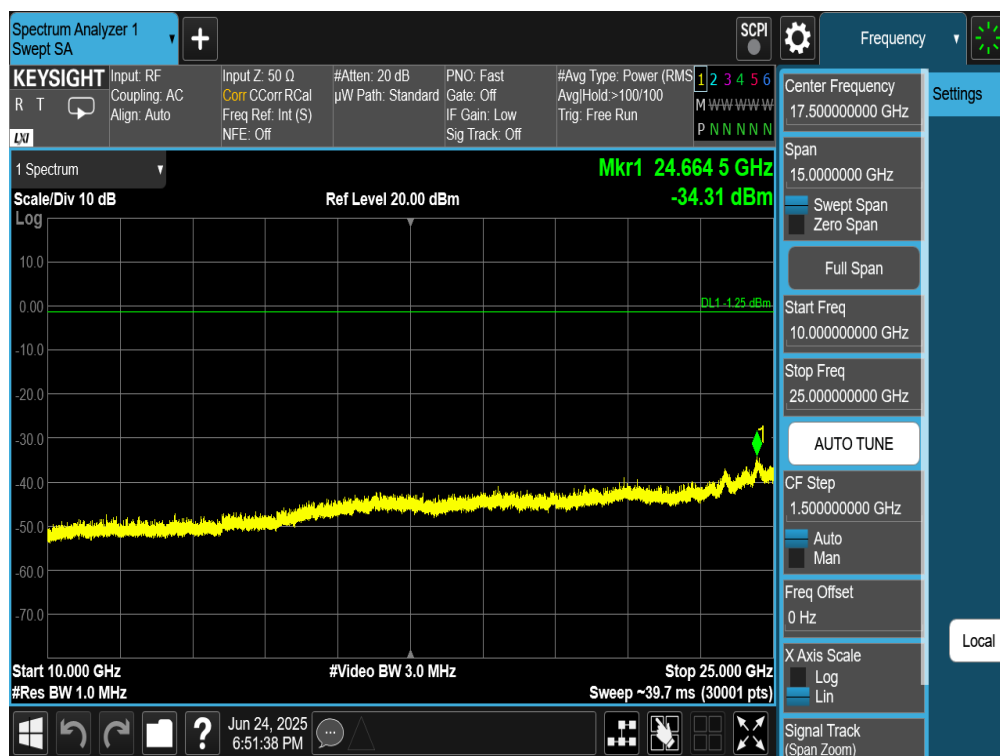 Spectrum Analyzer 1
Swept SA
+
SCPI
Frequency
KEYSIGHT
R T
LXI
Input: RF
Coupling: AC
Align: Auto
Input Z: 50 Ω
Corr CCorr RCal
Freq Ref: Int (S)
NFE: Off
#Atten: 20 dB
µW Path: Standard
PNO: Fast
Gate: Off
IF Gain: Low
Sig Track: Off
#Avg Type: Power (RMS
Avg|Hold:>100/100
Trig: Free Run
1 2 3 4 5 6
M W W W W W
P N N N N N
Center Frequency
17.500000000 GHz
Settings
1 Spectrum
Mkr1 24.664 5 GHz
-34.31 dBm
Scale/Div 10 dB
Ref Level 20.00 dBm
Log
10.0
0.00
-10.0
-20.0
-30.0
-40.0
-50.0
-60.0
-70.0
DL1 -1.25 dBm
1
Span
15.0000000 GHz
Swept Span
Zero Span
Full Span
Start Freq
10.000000000 GHz
Stop Freq
25.000000000 GHz
AUTO TUNE
CF Step
1.500000000 GHz
Auto
Man
Freq Offset
0 Hz
Local
X Axis Scale
Log
Lin
Signal Track
(Span Zoom)
Start 10.000 GHz
#Video BW 3.0 MHz
Stop 25.000 GHz
#Res BW 1.0 MHz
Sweep ~39.7 ms (30001 pts)
?
Jun 24, 2025
6:51:38 PM